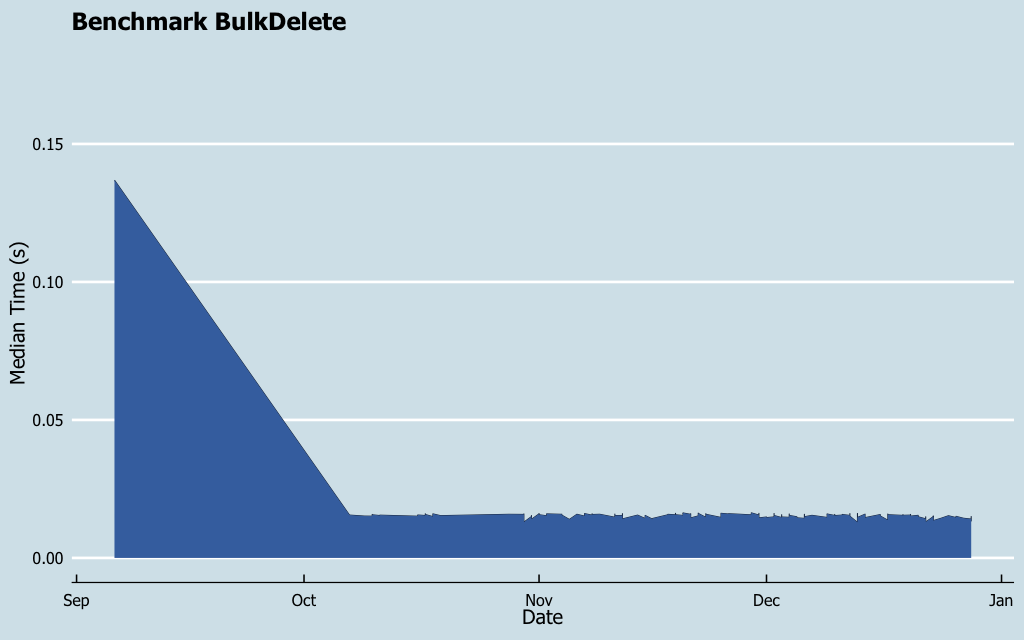 Benchmark BulkDelete
0.15
0.10
0.05
0.00
Median Time (s)
Sep Oct Nov Dec Jan
Date